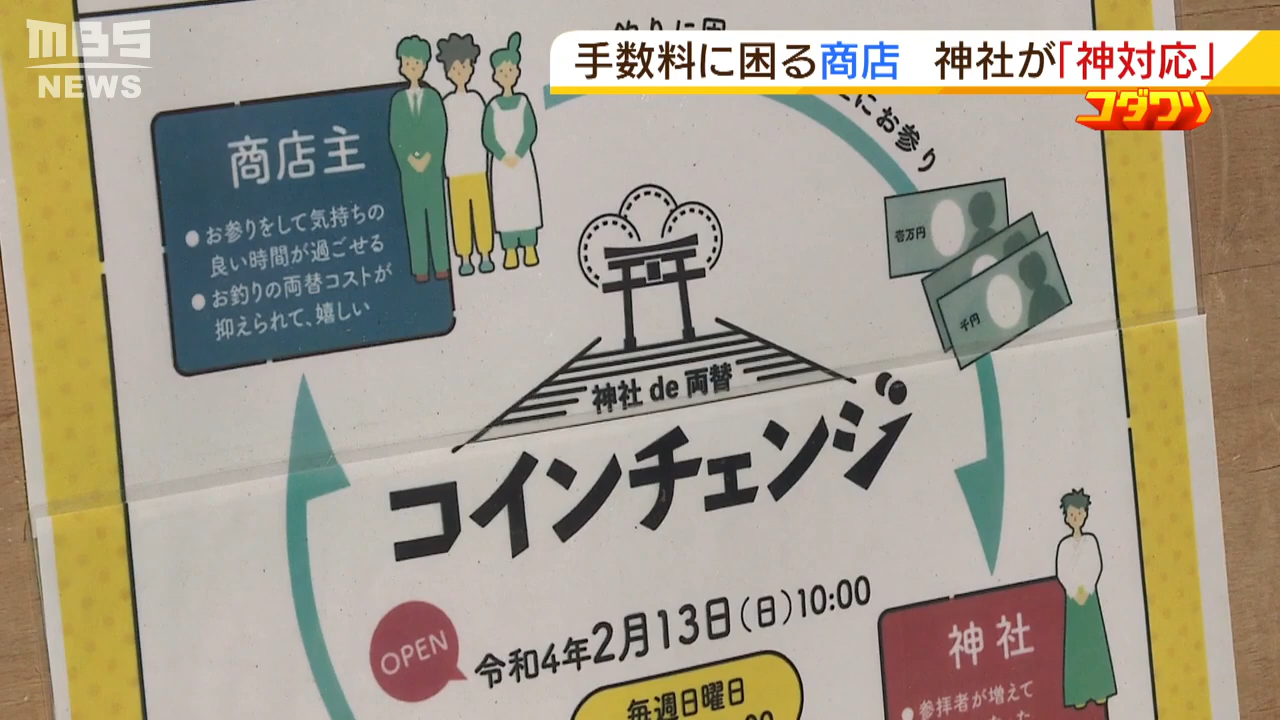 MBS
NEWS
手数料に困る商店 神社が「神対応」
コダワリ
にお参り
商店主
●お参りをして気持ちの
良い時間が過ごせる
●お釣りの両替コストが
抑えられて、嬉しい
壱万円
千円
神社 de 両替
コインチェンジ
OPEN
令和4年2月13日(日)10:00
毎週日曜日
神社
●参拝者が増えて